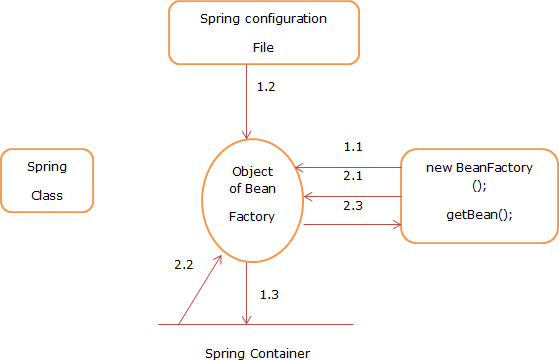 Spring configuration
File
1.2
1.1
Spring
Class
Object
of Bean
Factory
2.1
2.3
new BeanFactory
();
getBean();
2.2
1.3
Spring Container